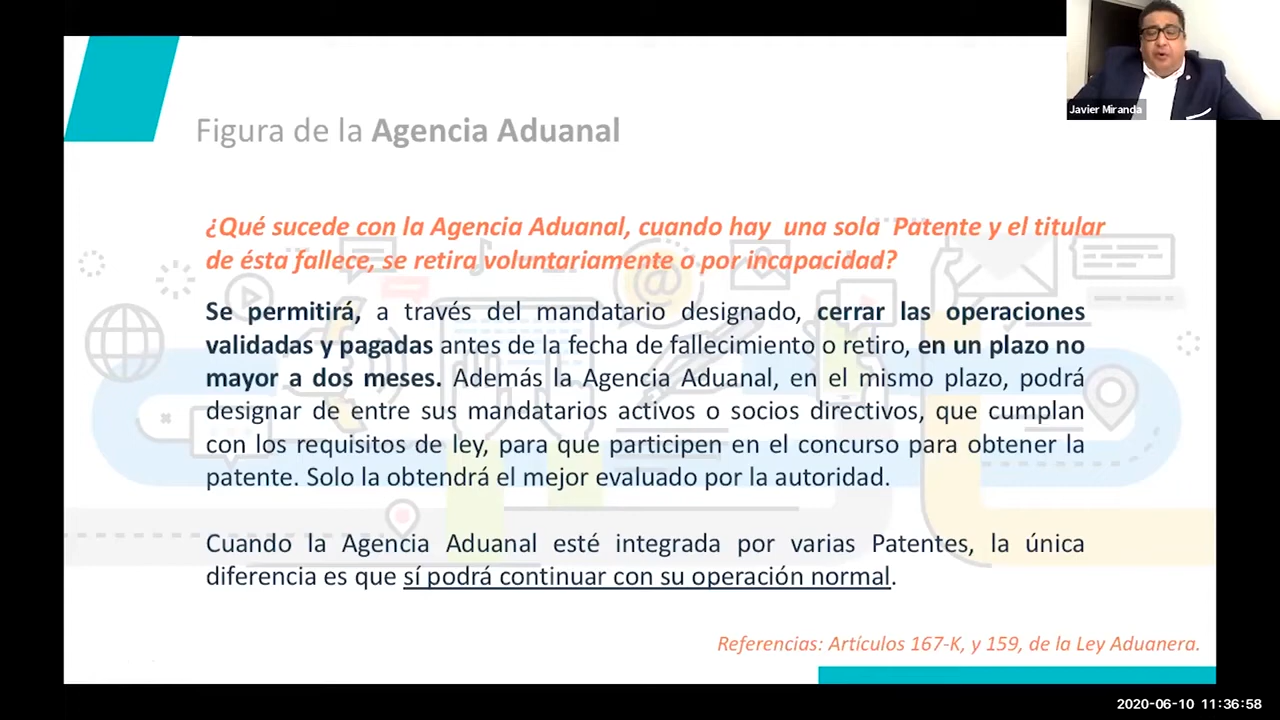 Javier Miranda
Figura de la Agencia Aduanal
¿Qué sucede con la Agencia Aduanal, cuando hay una sola Patente y el titular
de ésta fallece, se retira voluntariamente o por incapacidad?
Se permitirá, a través del mandatario designado, cerrar las operaciones
validadas y pagadas antes de la fecha de fallecimiento o retiro, en un plazo no
mayor a dos meses. Además la Agencia Aduanal, en el mismo plazo, podrá
designar de entre sus mandatarios activos o socios directivos, que cumplan
con los requisitos de ley, para que participen en el concurso para obtener la
patente. Solo la obtendrá el mejor evaluado por la autoridad.
Cuando la Agencia Aduanal esté integrada por varias Patentes, la única
diferencia es que sí podrá continuar con su operación normal.
Referencias: Artículos 167-K, y 159, de la Ley Aduanera.
2020-06-10 11:36:58